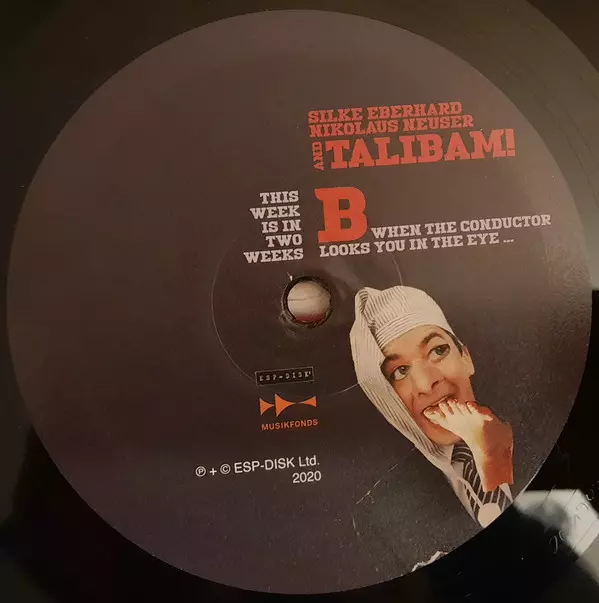 SILKE EBERHARD
NIKOLAUS NEUSER
AND TALIBAM!
THIS
WEEK
IS IN
TWO
WEEKS
B WHEN THE CONDUCTOR
LOOKS YOU IN THE EYE ...
ESP-DISK'
MUSIKFONDS
℗ + © ESP-DISK Ltd.
2020